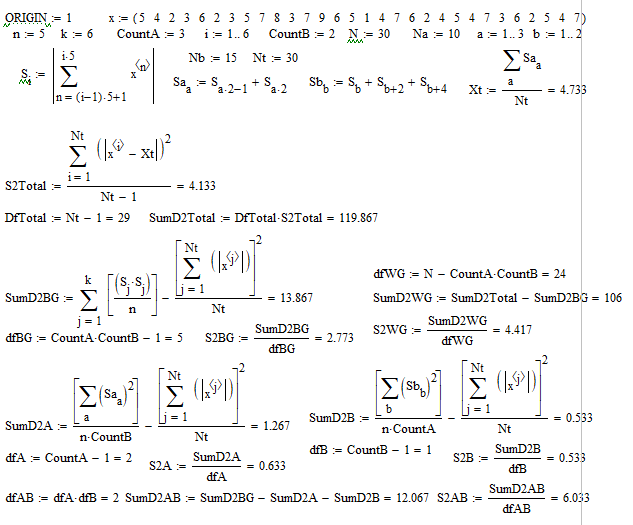 ORIGIN := 1   x := (5 4 2 3 6 2 3 5 7 8 3 7 9 6 5 1 4 7 6 2 4 5 4 7 3 6 2 5 4 7)
n := 5   k := 6   CountA := 3   i := 1.. 6   CountB := 2   N := 30   Na := 10   a := 1.. 3   b := 1.. 2
S_i := | ∑_{n = (i−1)·5+1}^{i·5} x^⟨n⟩ |   Nb := 15   Nt := 30
Sa_a := S_{a·2−1} + S_{a·2}   Sb_b := S_b + S_{b+2} + S_{b+4}   Xt := (∑_a Sa_a) / Nt = 4.733
S2Total := (∑_{i = 1}^{Nt} (|x^⟨i⟩ − Xt|)^2) / (Nt − 1) = 4.133
DfTotal := Nt − 1 = 29   SumD2Total := DfTotal·S2Total = 119.867
SumD2BG := ∑_{j = 1}^{k} [(S_j·S_j) / n] − [∑_{j = 1}^{Nt} (|x^⟨j⟩|)]^2 / Nt = 13.867
dfWG := N − CountA·CountB = 24
SumD2WG := SumD2Total − SumD2BG = 106
dfBG := CountA·CountB − 1 = 5   S2BG := SumD2BG / dfBG = 2.773   S2WG := SumD2WG / dfWG = 4.417
SumD2A := [∑_a (Sa_a)^2] / (n·CountB) − [∑_{j = 1}^{Nt} (|x^⟨j⟩|)]^2 / Nt = 1.267
SumD2B := [∑_b (Sb_b)^2] / (n·CountA) − [∑_{j = 1}^{Nt} (|x^⟨j⟩|)]^2 / Nt = 0.533
dfA := CountA − 1 = 2   S2A := SumD2A / dfA = 0.633   dfB := CountB − 1 = 1   S2B := SumD2B / dfB = 0.533
dfAB := dfA·dfB = 2   SumD2AB := SumD2BG − SumD2A − SumD2B = 12.067   S2AB := SumD2AB / dfAB = 6.033